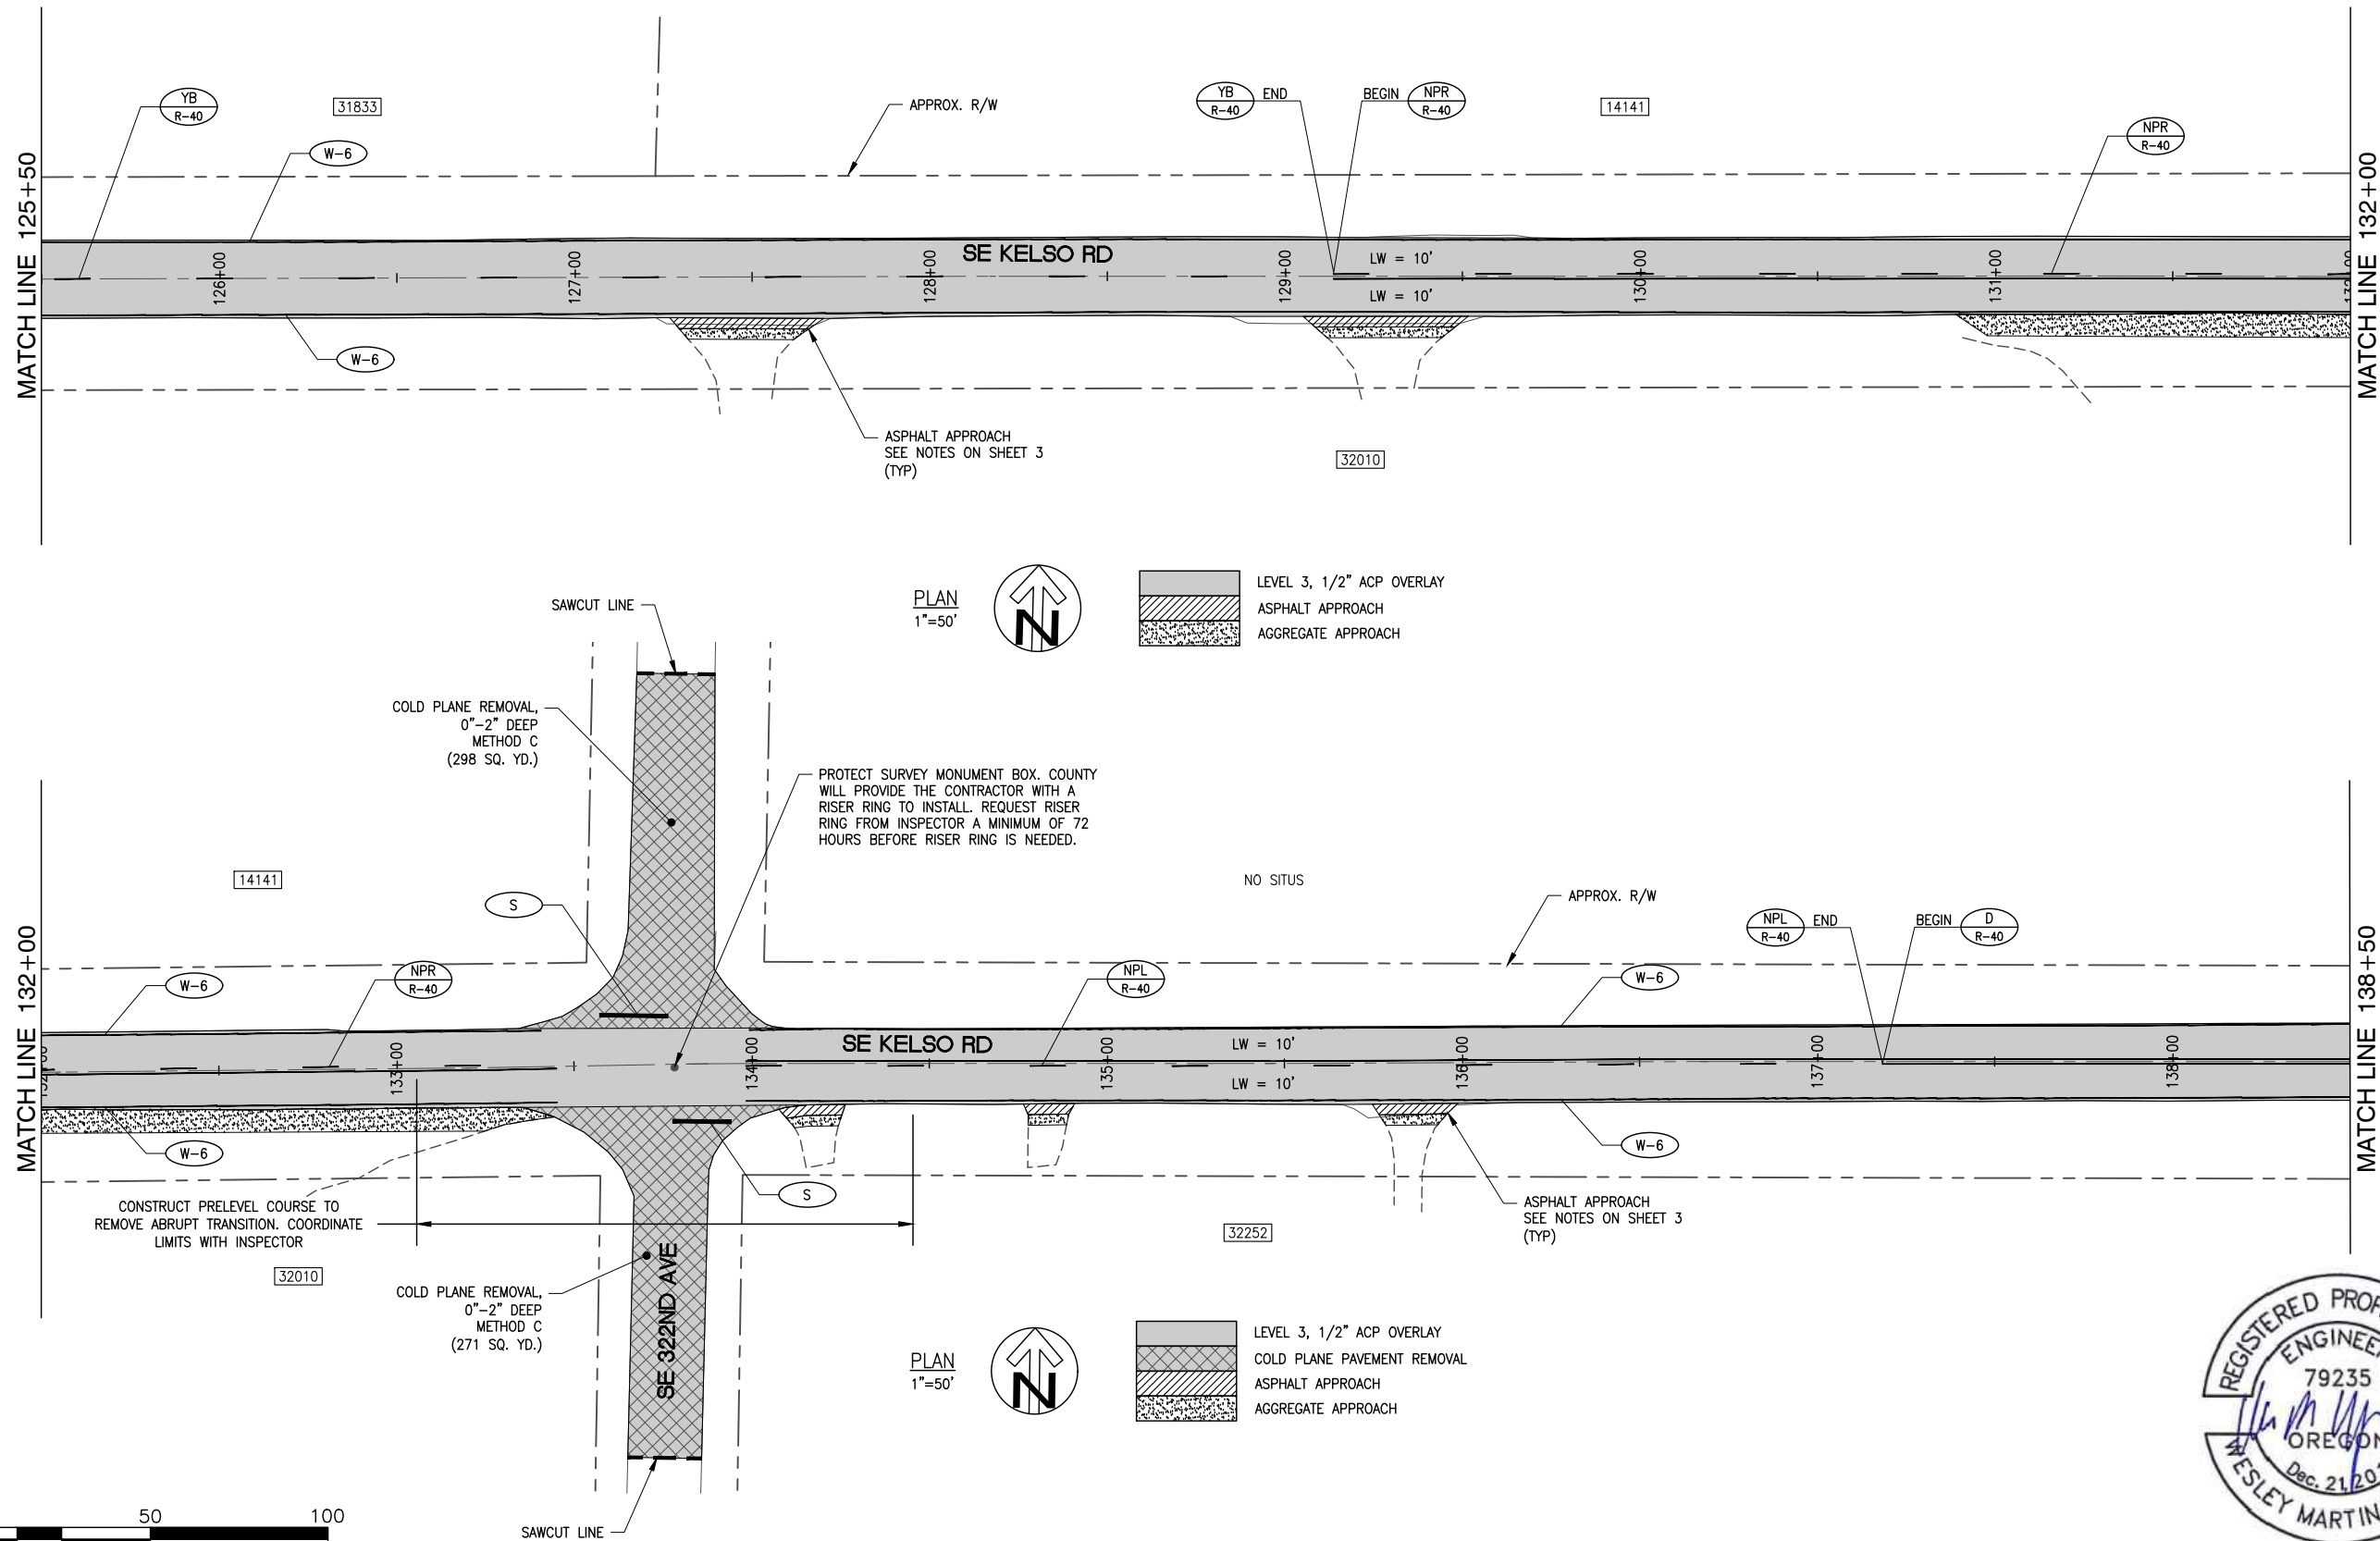 MATCH LINE 125+50
YB
R-40
31833
W-6
APPROX. R/W
YB
R-40
END
BEGIN
NPR
R-40
14141
NPR
R-40
MATCH LINE 132+00
126+00
127+00
128+00
SE KELSO RD
129+00
LW = 10'
LW = 10'
130+00
131+00
W-6
ASPHALT APPROACH
SEE NOTES ON SHEET 3
(TYP)
32010
PLAN
1"=50'
N
LEVEL 3, 1/2" ACP OVERLAY
ASPHALT APPROACH
AGGREGATE APPROACH
SAWCUT LINE
COLD PLANE REMOVAL,
0"-2" DEEP
METHOD C
(298 SQ. YD.)
PROTECT SURVEY MONUMENT BOX. COUNTY
WILL PROVIDE THE CONTRACTOR WITH A
RISER RING TO INSTALL. REQUEST RISER
RING FROM INSPECTOR A MINIMUM OF 72
HOURS BEFORE RISER RING IS NEEDED.
14141
S
NO SITUS
APPROX. R/W
NPL
R-40
END
BEGIN
D
R-40
MATCH LINE 132+00
W-6
NPR
R-40
NPL
R-40
W-6
MATCH LINE 138+50
133+00
134+00
SE KELSO RD
135+00
LW = 10'
LW = 10'
136+00
137+00
138+00
W-6
S
W-6
CONSTRUCT PRELEVEL COURSE TO
REMOVE ABRUPT TRANSITION. COORDINATE
LIMITS WITH INSPECTOR
32010
32252
ASPHALT APPROACH
SEE NOTES ON SHEET 3
(TYP)
COLD PLANE REMOVAL,
0"-2" DEEP
METHOD C
(271 SQ. YD.)
SE 322ND AVE
PLAN
1"=50'
N
LEVEL 3, 1/2" ACP OVERLAY
COLD PLANE PAVEMENT REMOVAL
ASPHALT APPROACH
AGGREGATE APPROACH
SAWCUT LINE
50
100
REGISTERED
79235
OREGON
Dec. 21,
WESLEY MARTIN